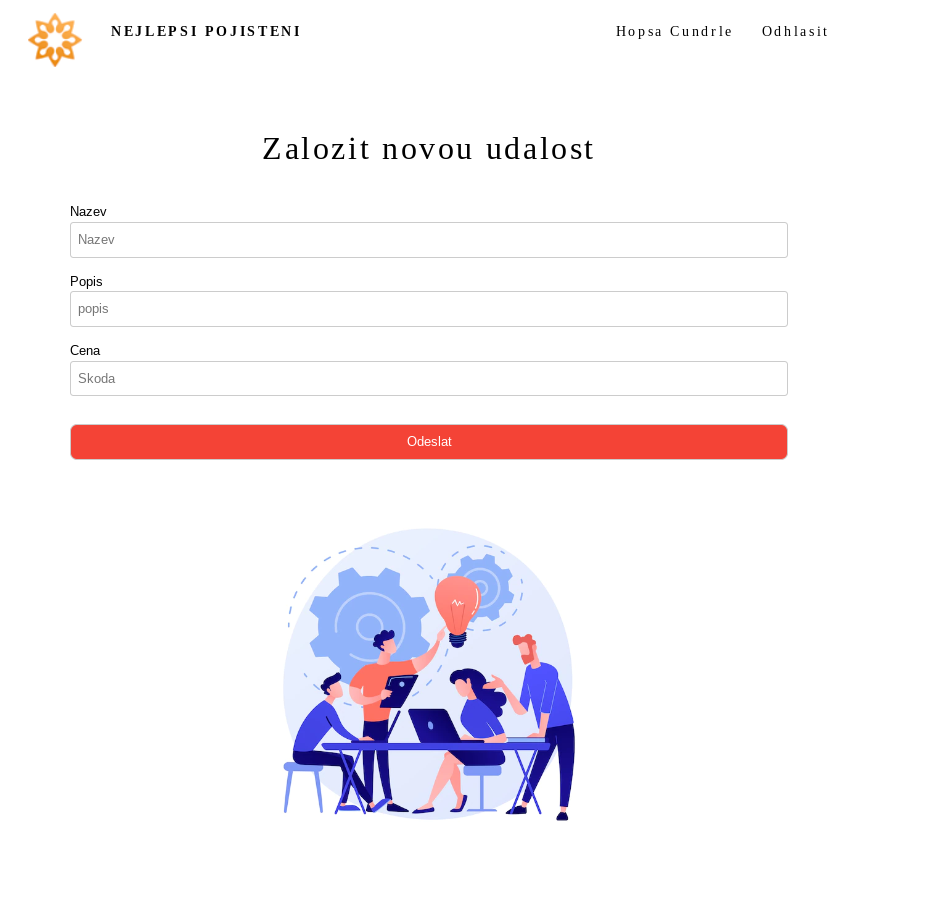 NEJLEPSI POJISTENI
Hopsa Cundrle Odhlasit
Zalozit novou udalost
Nazev
Nazev
Popis
popis
Cena
Skoda
Odeslat